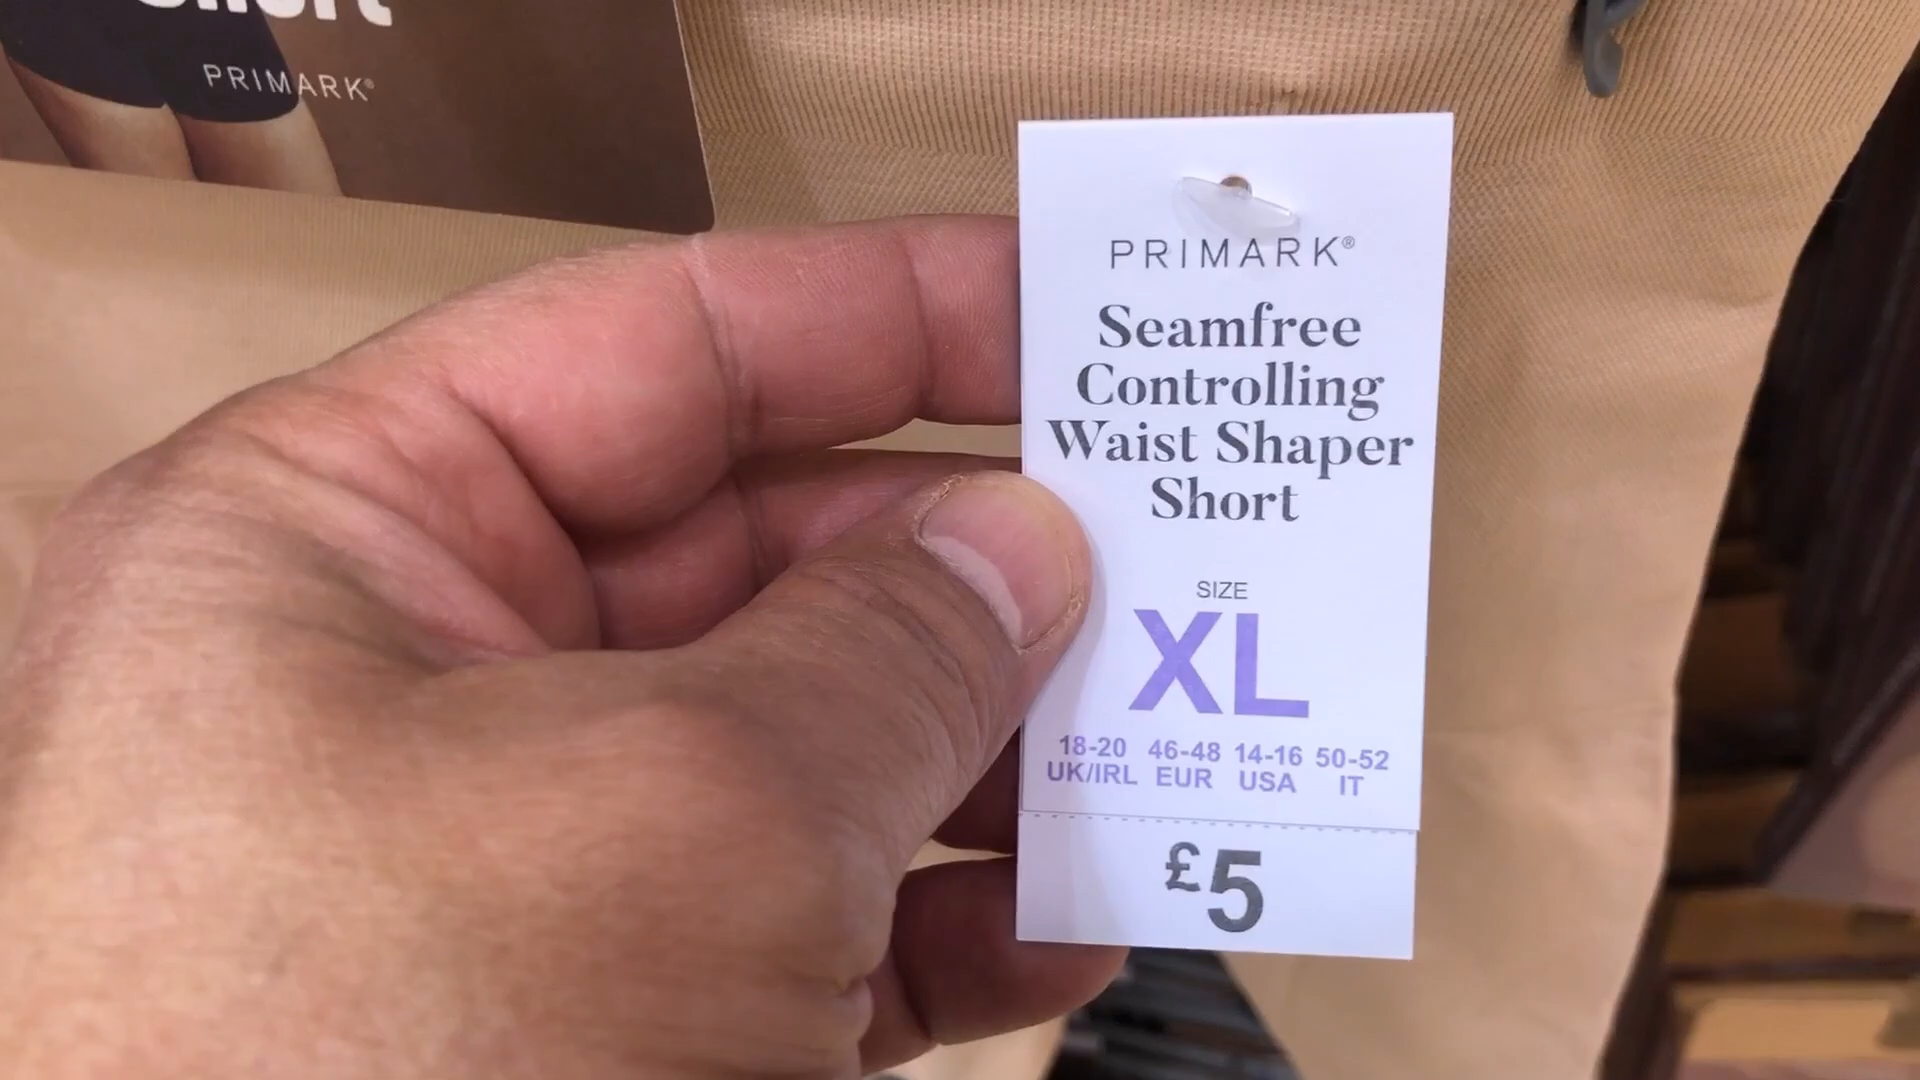 Short
PRIMARK®
PRIMARK®
Seamfree
Controlling
Waist Shaper
Short
SIZE
XL
18-20 46-48 14-16 50-52
UK/IRL EUR USA IT
£5